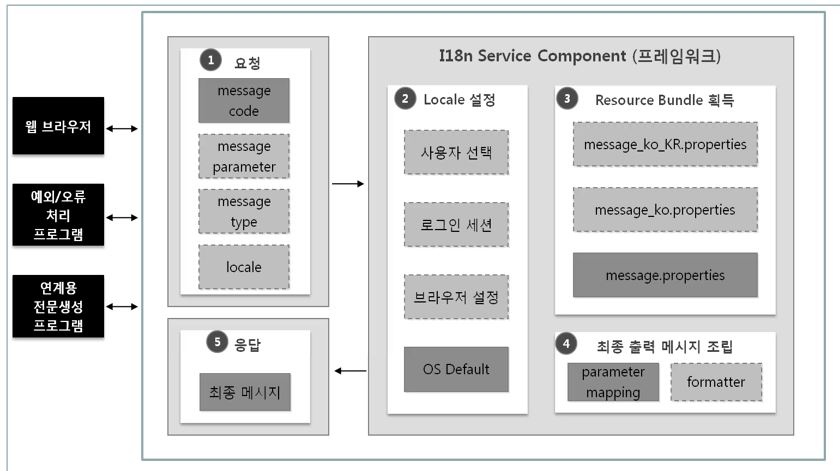 웹 브라우저
예외/오류
처리
프로그램
연계용
전문생성
프로그램
1 요청
message
code
message
parameter
message
type
locale
5 응답
최종 메시지
I18n Service Component (프레임워크)
2 Locale 설정
사용자 선택
로그인 세션
브라우저 설정
OS Default
3 Resource Bundle 획득
message_ko_KR.properties
message_ko.properties
message.properties
4 최종 출력 메시지 조립
parameter
mapping
formatter